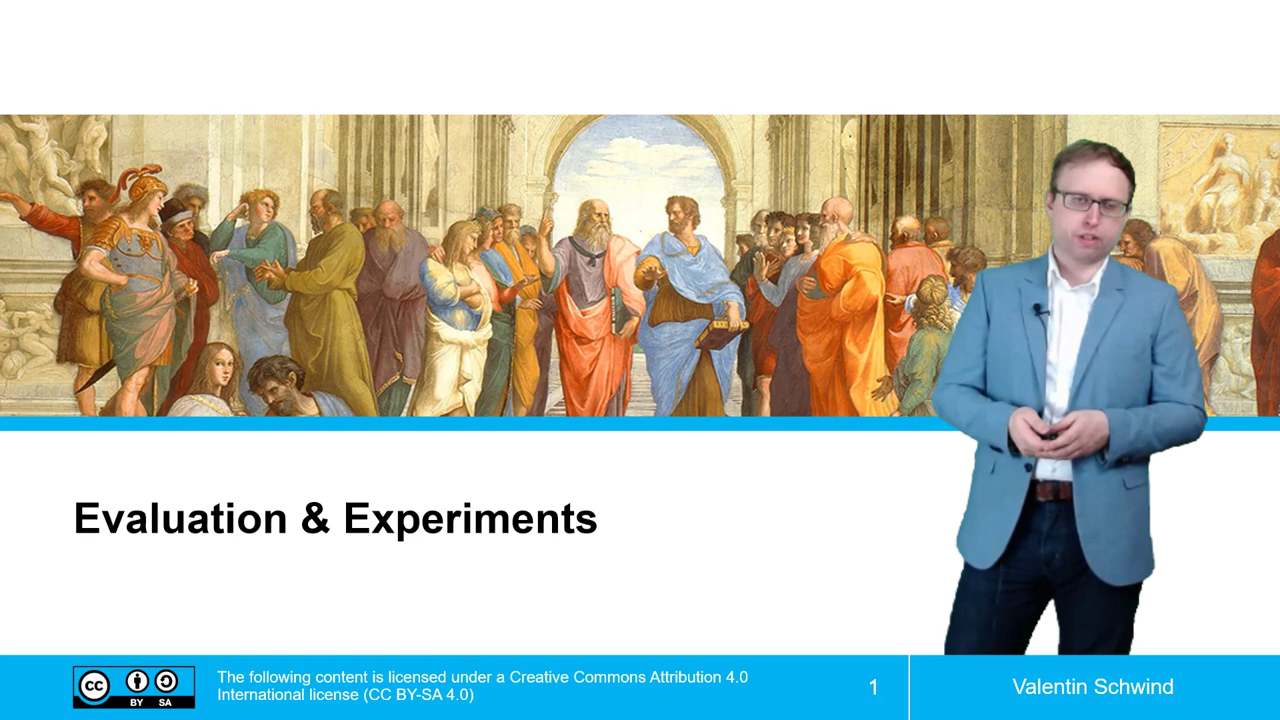 Evaluation & Experiments
cc
BY SA
The following content is licensed under a Creative Commons Attribution 4.0
International license (CC BY-SA 4.0)
1
Valentin Schwind